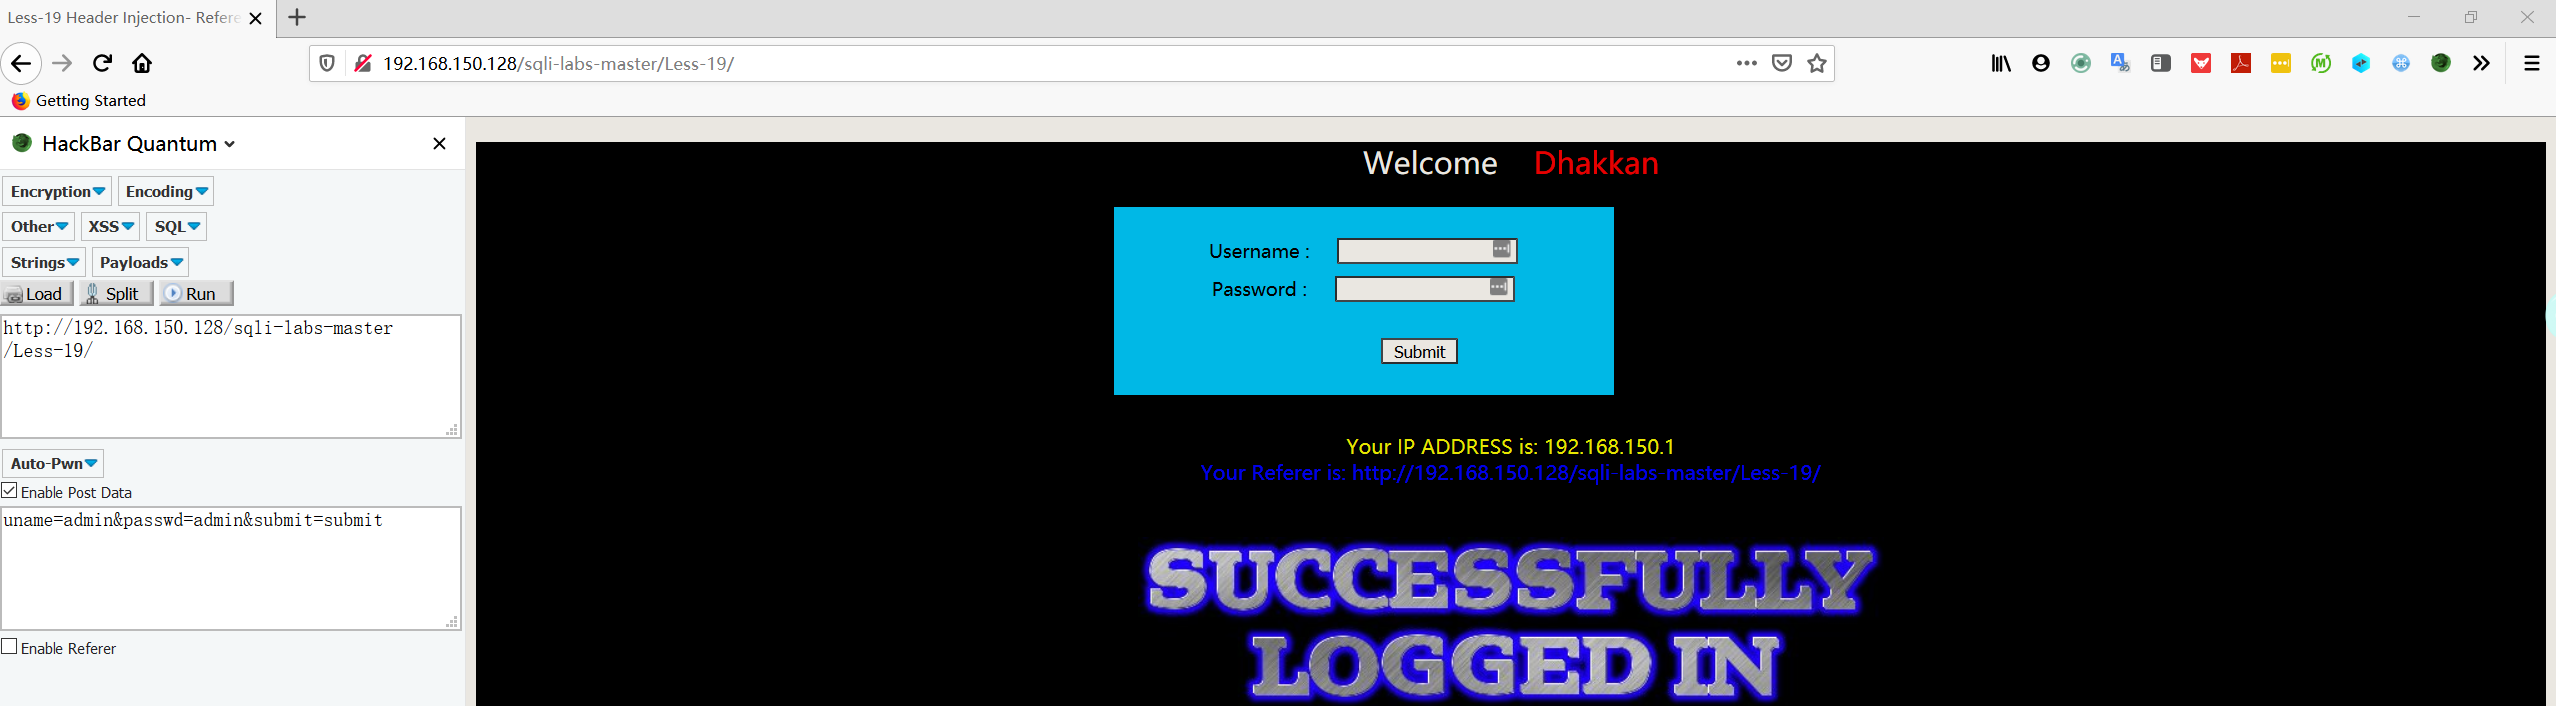 Less-19 Header Injection- Refere
192.168.150.128/sqli-labs-master/Less-19/
Getting Started
HackBar Quantum
Encryption Encoding
Other XSS SQL
Strings Payloads
Load Split Run
http://192.168.150.128/sqli-labs-master
/Less-19/
Auto-Pwn
Enable Post Data
uname=admin&passwd=admin&submit=submit
Enable Referer
Welcome Dhakkan
Username :
Password :
Submit
Your IP ADDRESS is: 192.168.150.1
Your Referer is: http://192.168.150.128/sqli-labs-master/Less-19/
SUCCESSFULLY
LOGGED IN